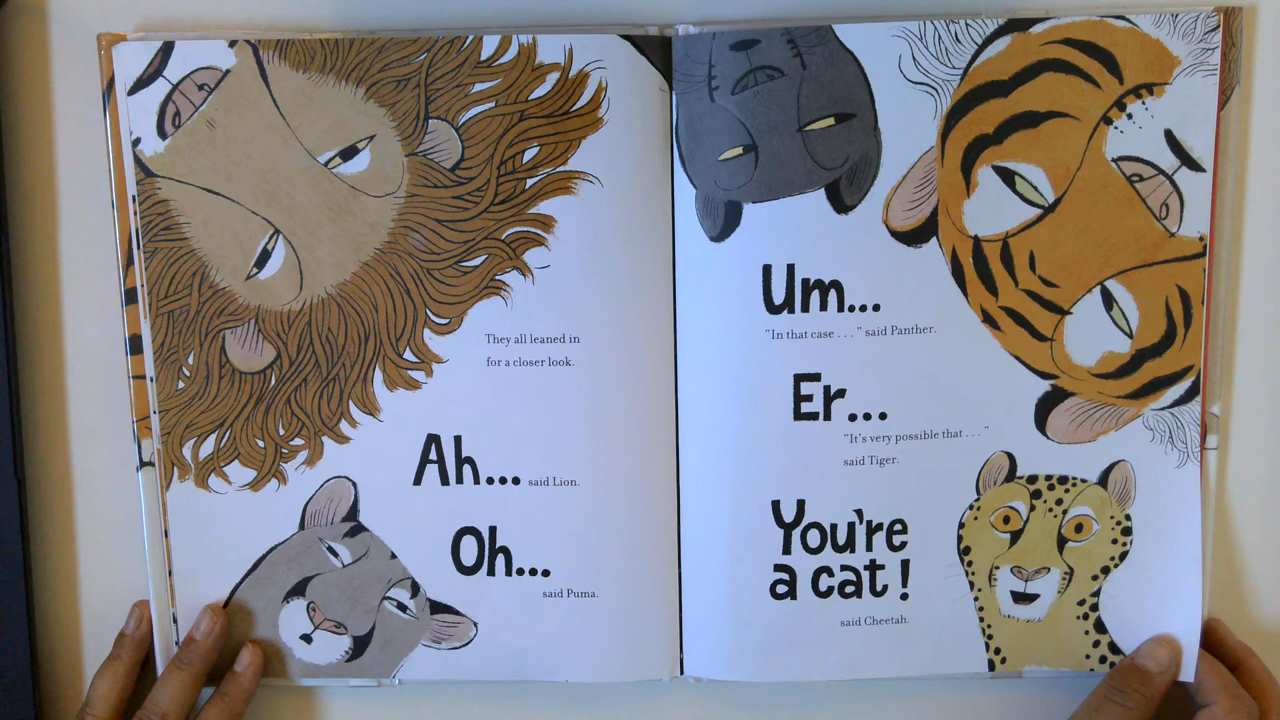 They all leaned in
for a closer look.
Ah... said Lion.
Oh...
said Puma.
Um...
"In that case . . . " said Panther.
Er...
"It's very possible that . . . "
said Tiger.
You're
a cat!
said Cheetah.